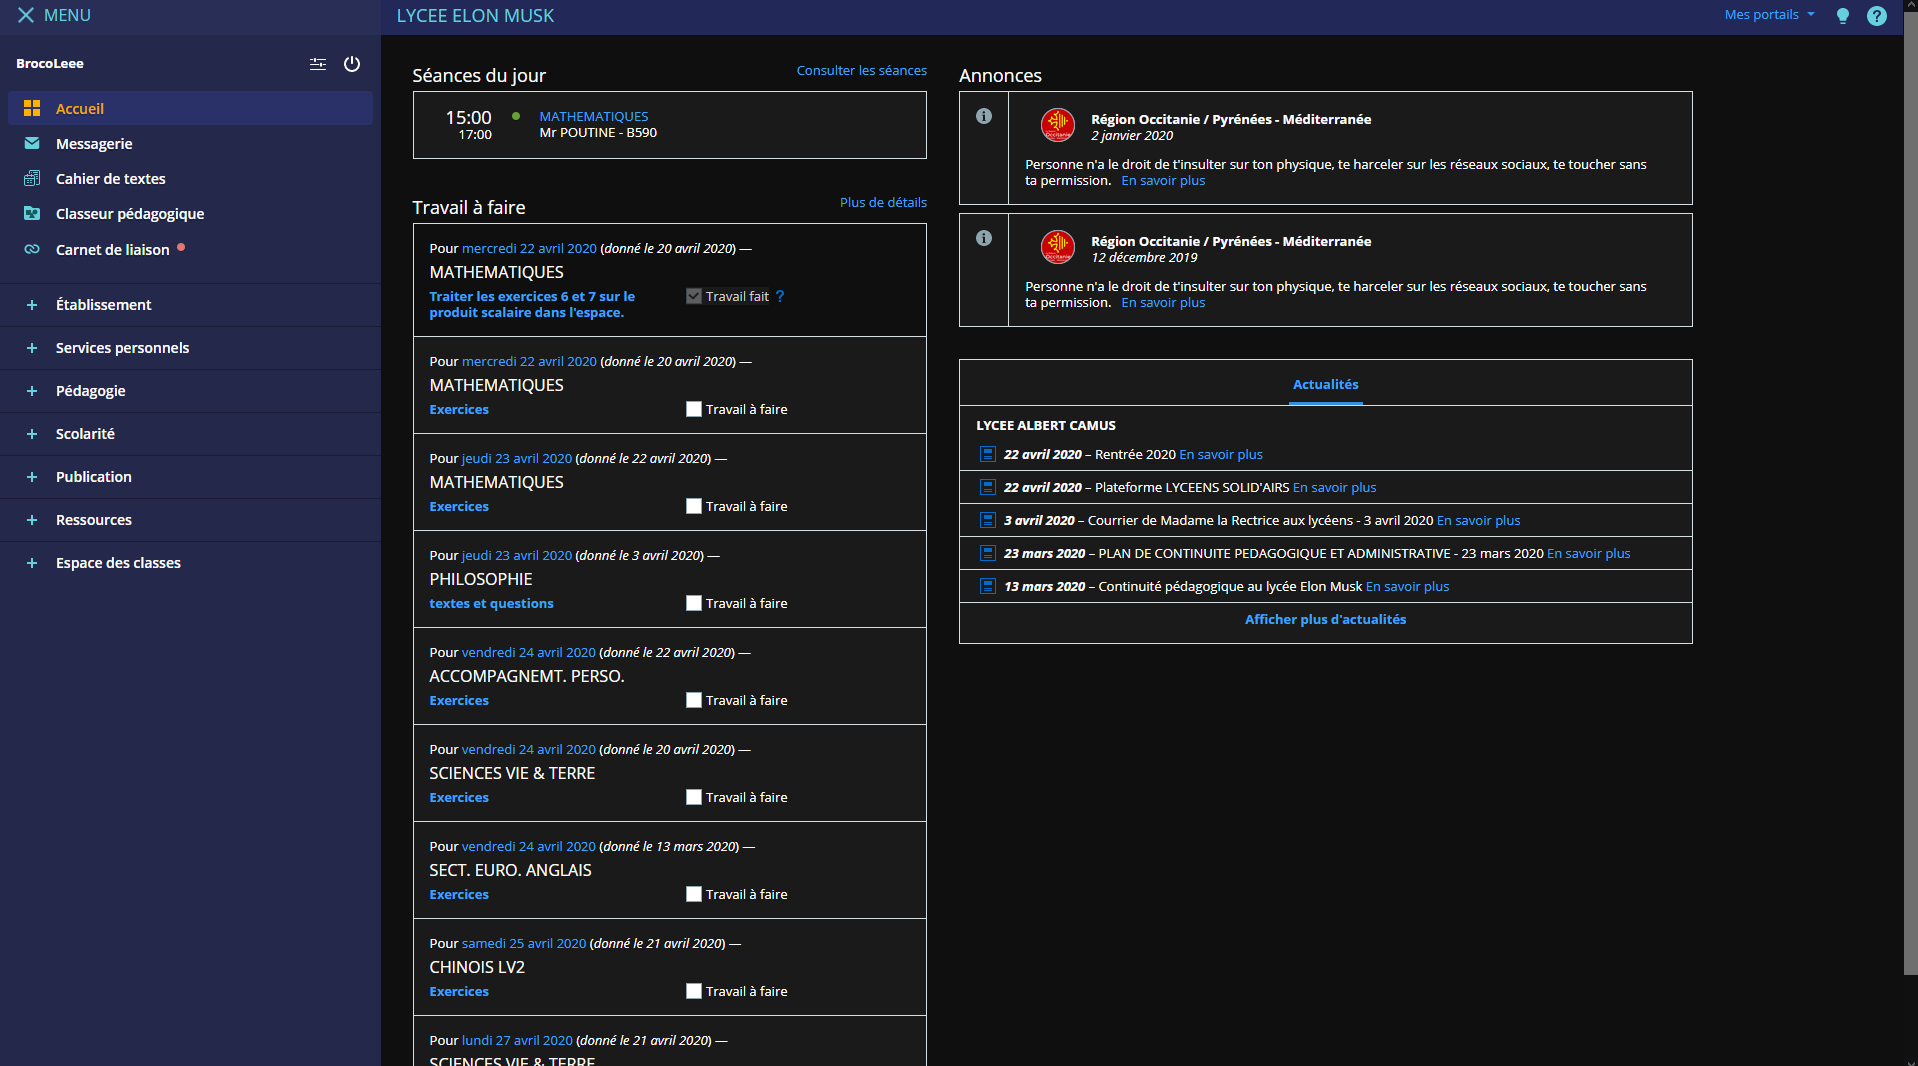 MENU
LYCEE ELON MUSK
Mes portails
BrocoLeee
Accueil
Messagerie
Cahier de textes
Classeur pédagogique
Carnet de liaison
Établissement
Services personnels
Pédagogie
Scolarité
Publication
Ressources
Espace des classes
Séances du jour
Consulter les séances
15:00
17:00
MATHEMATIQUES
Mr POUTINE - B590
Travail à faire
Plus de détails
Pour mercredi 22 avril 2020 (donné le 20 avril 2020) —
MATHEMATIQUES
Traiter les exercices 6 et 7 sur le
produit scalaire dans l'espace.
Travail fait ?
Pour mercredi 22 avril 2020 (donné le 20 avril 2020) —
MATHEMATIQUES
Exercices
Travail à faire
Pour jeudi 23 avril 2020 (donné le 22 avril 2020) —
MATHEMATIQUES
Exercices
Travail à faire
Pour jeudi 23 avril 2020 (donné le 3 avril 2020) —
PHILOSOPHIE
textes et questions
Travail à faire
Pour vendredi 24 avril 2020 (donné le 22 avril 2020) —
ACCOMPAGNEMT. PERSO.
Exercices
Travail à faire
Pour vendredi 24 avril 2020 (donné le 20 avril 2020) —
SCIENCES VIE & TERRE
Exercices
Travail à faire
Pour vendredi 24 avril 2020 (donné le 13 mars 2020) —
SECT. EURO. ANGLAIS
Exercices
Travail à faire
Pour samedi 25 avril 2020 (donné le 21 avril 2020) —
CHINOIS LV2
Exercices
Travail à faire
Pour lundi 27 avril 2020 (donné le 21 avril 2020) —
SCIENCES VIE & TERRE
Annonces
Région Occitanie / Pyrénées - Méditerranée
2 janvier 2020
Personne n'a le droit de t'insulter sur ton physique, te harceler sur les réseaux sociaux, te toucher sans
ta permission. En savoir plus
Région Occitanie / Pyrénées - Méditerranée
12 décembre 2019
Personne n'a le droit de t'insulter sur ton physique, te harceler sur les réseaux sociaux, te toucher sans
ta permission. En savoir plus
Actualités
LYCEE ALBERT CAMUS
22 avril 2020 – Rentrée 2020 En savoir plus
22 avril 2020 – Plateforme LYCEENS SOLID'AIRS En savoir plus
3 avril 2020 – Courrier de Madame la Rectrice aux lycéens - 3 avril 2020 En savoir plus
23 mars 2020 – PLAN DE CONTINUITE PEDAGOGIQUE ET ADMINISTRATIVE - 23 mars 2020 En savoir plus
13 mars 2020 – Continuité pédagogique au lycée Elon Musk En savoir plus
Afficher plus d'actualités